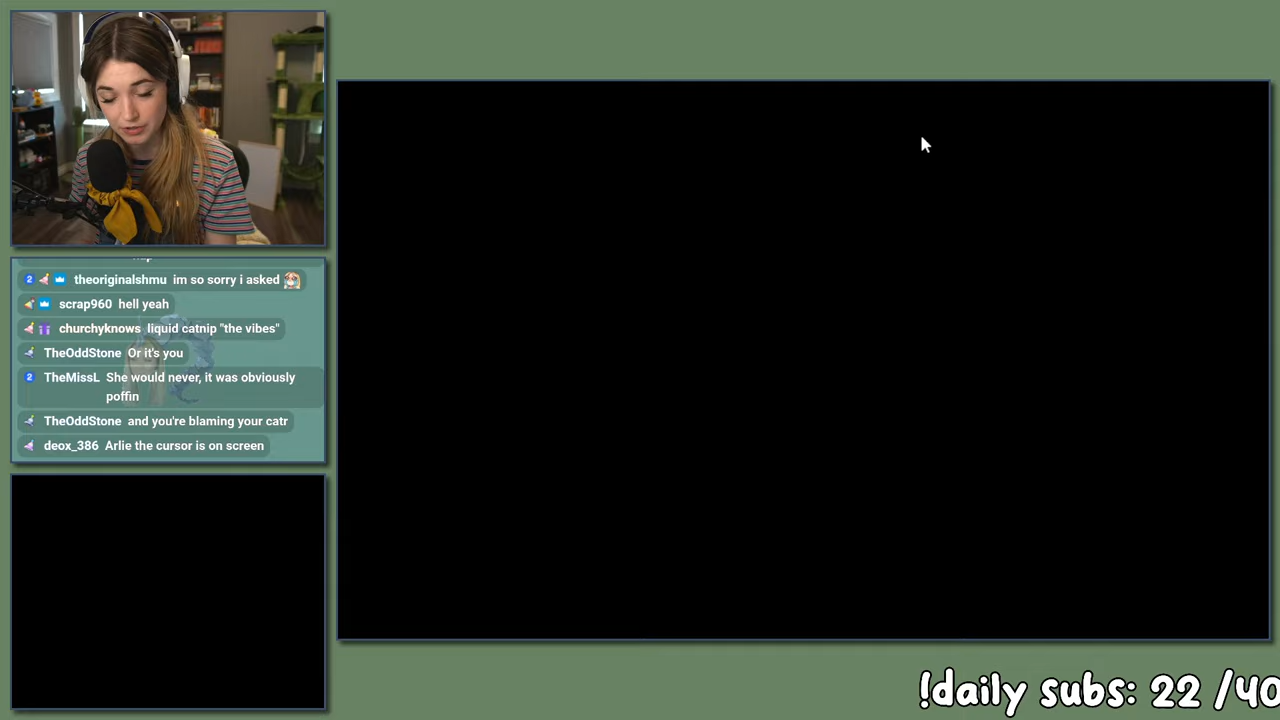 2 theoriginalshmu im so sorry i asked
scrap960 hell yeah
churchyknows liquid catnip "the vibes"
TheOddStone Or it's you
2 TheMissL She would never, it was obviously
poffin
TheOddStone and you're blaming your catr
deox_386 Arlie the cursor is on screen
!daily subs: 22 /40